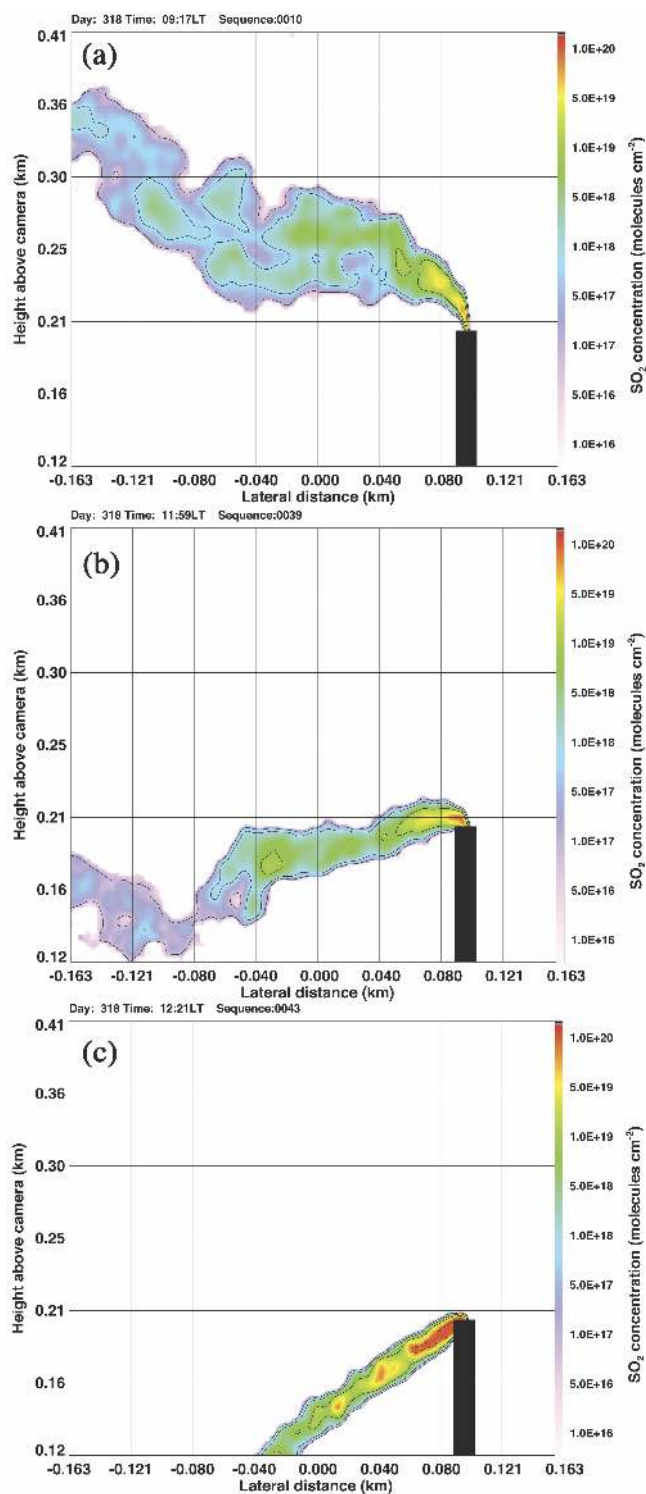 Day: 318 Time: 09:17LT Sequence:0010
(a)
0.41
0.36
0.30
0.25
0.21
0.16
0.12
Height above camera (km)
-0.163 -0.121 -0.080 -0.040 0.000 0.040 0.080 0.121 0.163
Lateral distance (km)
1.0E+20
5.0E+19
1.0E+19
5.0E+18
1.0E+18
5.0E+17
1.0E+17
5.0E+16
1.0E+16
SO2 concentration (molecules cm-2)
Day: 318 Time: 11:59LT Sequence:0039
(b)
0.41
0.36
0.30
0.25
0.21
0.16
0.12
Height above camera (km)
-0.163 -0.121 -0.080 -0.040 0.000 0.040 0.080 0.121 0.163
Lateral distance (km)
1.0E+20
5.0E+19
1.0E+19
5.0E+18
1.0E+18
5.0E+17
1.0E+17
5.0E+16
1.0E+16
SO2 concentration (molecules cm-2)
Day: 318 Time: 12:21LT Sequence:0043
(c)
0.41
0.36
0.30
0.25
0.21
0.16
0.12
Height above camera (km)
-0.163 -0.121 -0.080 -0.040 0.000 0.040 0.080 0.121 0.163
Lateral distance (km)
1.0E+20
5.0E+19
1.0E+19
5.0E+18
1.0E+18
5.0E+17
1.0E+17
5.0E+16
1.0E+16
SO2 concentration (molecules cm-2)